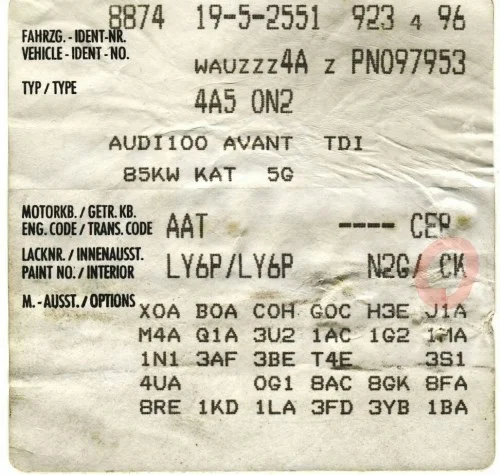 8874 19-5-2551 923 4 96
FAHRZG. - IDENT-NR.
VEHICLE - IDENT - NO.
WAUZZZ4A Z PN097953
TYP / TYPE
4A5 0N2
AUDI100 AVANT TDI
85KW KAT 5G
MOTORKB. / GETR. KB.
ENG. CODE / TRANS. CODE
AAT ---- CEP
LACKNR. / INNENAUSST.
PAINT NO. / INTERIOR
LY6P/LY6P N2G/ CK
M. - AUSST. / OPTIONS
X0A B0A C0H G0C H3E J1A
M4A Q1A 3U2 1AC 1G2 1MA
1N1 3AF 3BE T4E 3S1
4UA 0G1 8AC 8GK 8FA
8RE 1KD 1LA 3FD 3YB 1BA